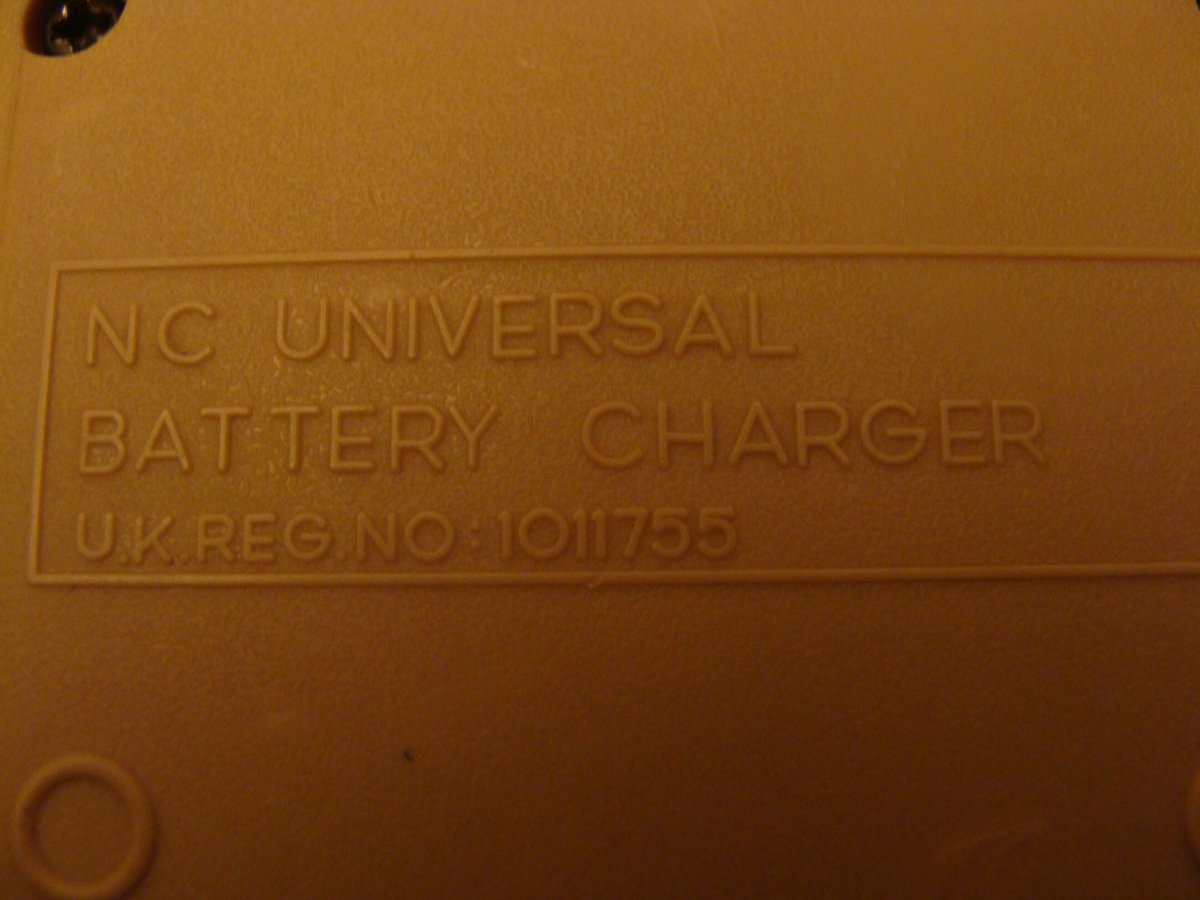 NC UNIVERSAL
BATTERY CHARGER
U.K.REG.NO:1011755